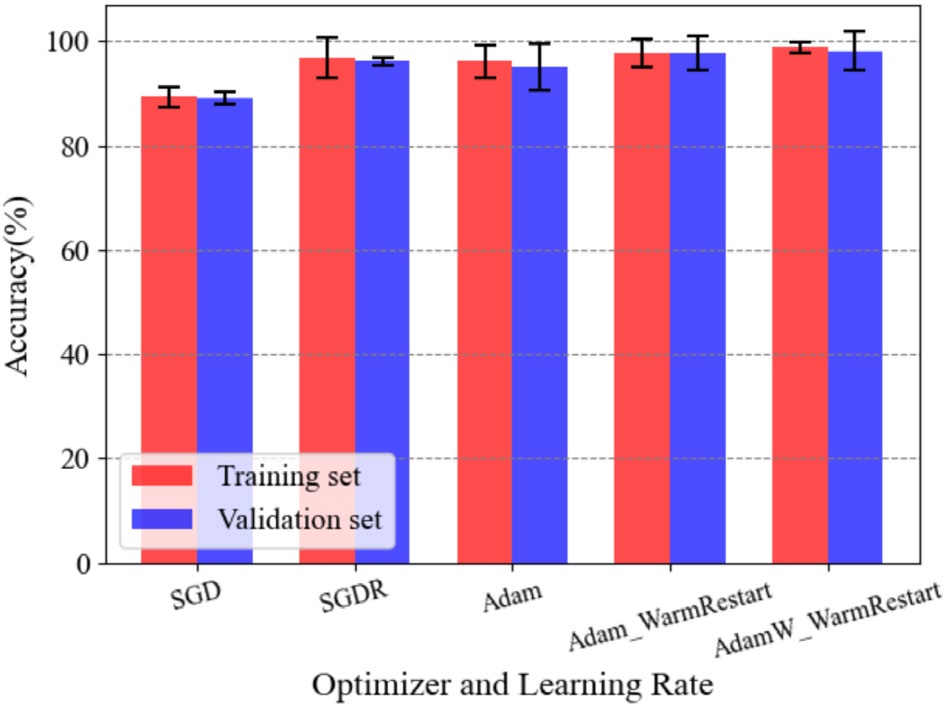 Accuracy(%)
100
80
60
40
20
0
Training set
Validation set
SGD
SGDR
Adam
Adam_WarmRestart
AdamW_WarmRestart
Optimizer and Learning Rate